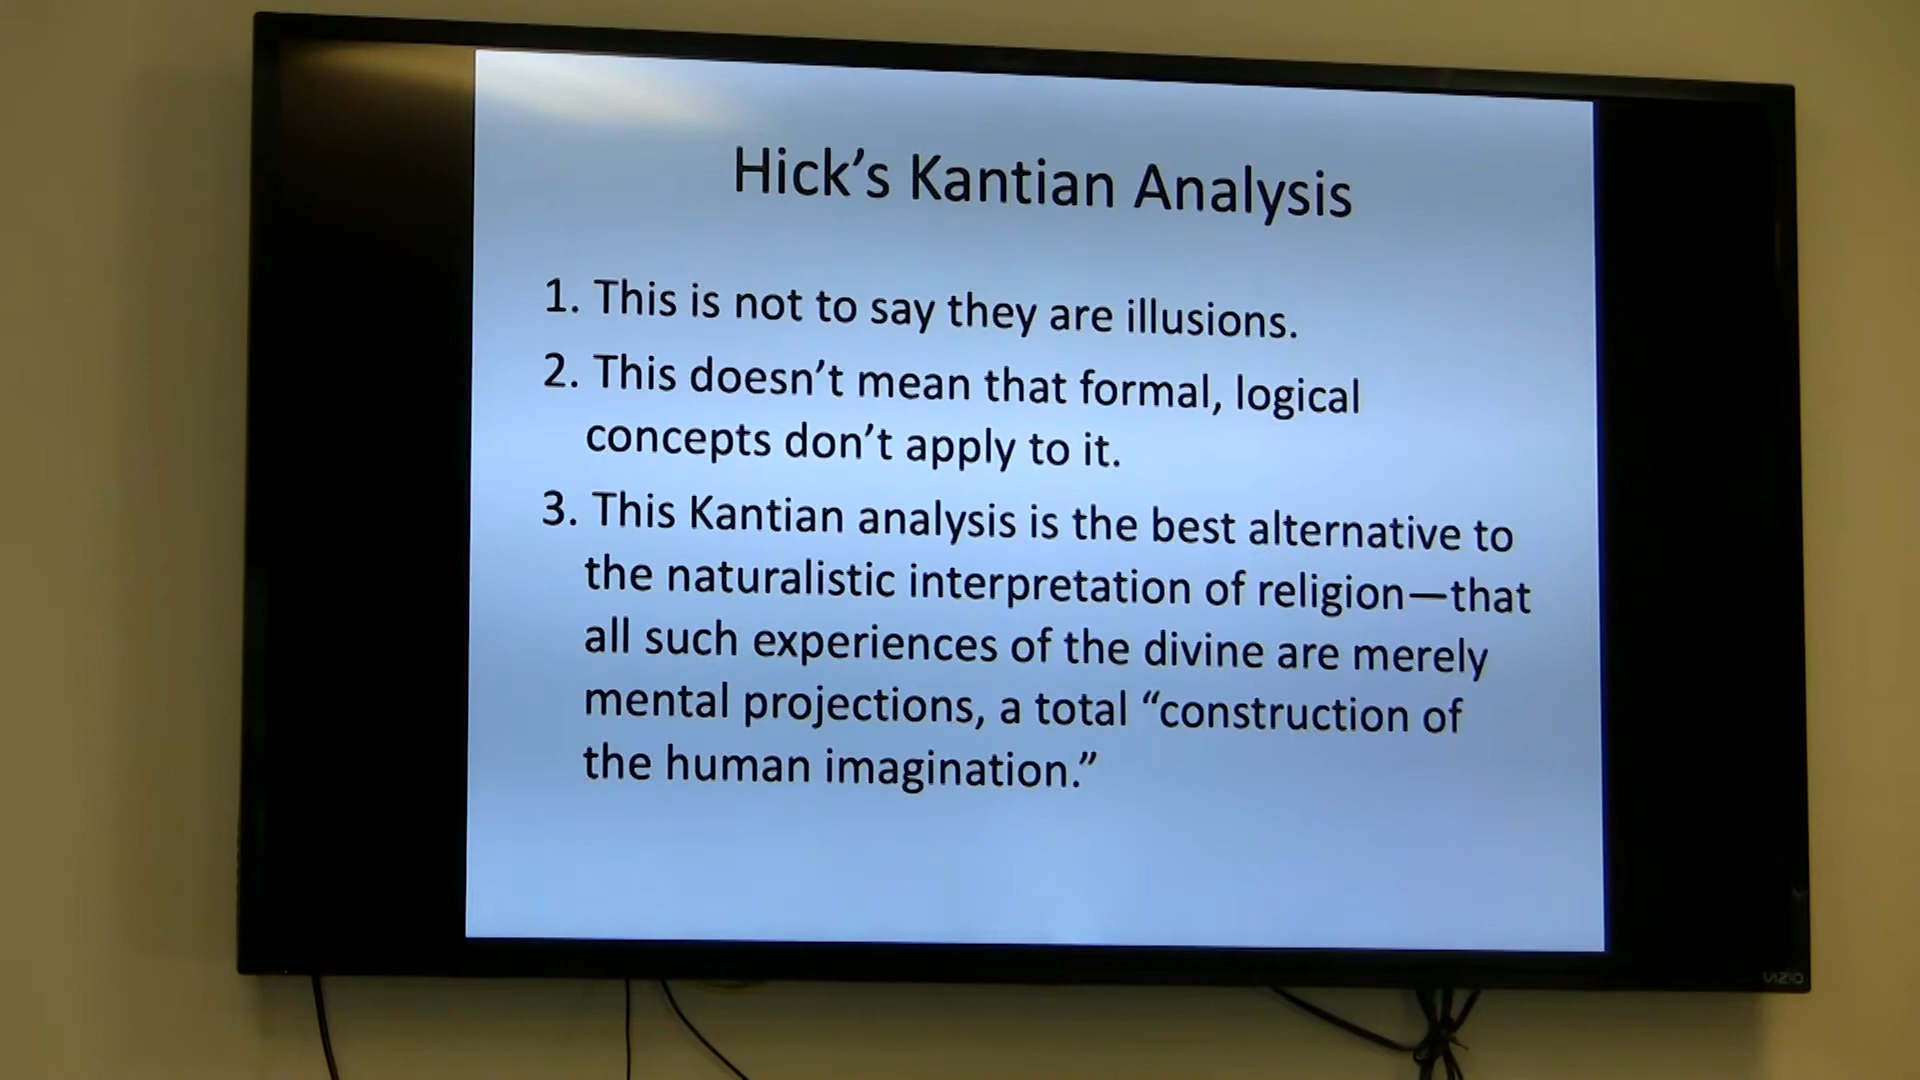 Hick’s Kantian Analysis
1. This is not to say they are illusions.
2. This doesn’t mean that formal, logical
concepts don’t apply to it.
3. This Kantian analysis is the best alternative to
the naturalistic interpretation of religion—that
all such experiences of the divine are merely
mental projections, a total “construction of
the human imagination.”
VIZIO